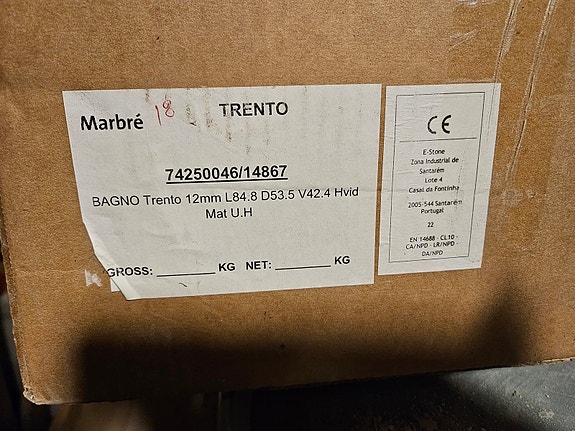 Marbré
18
TRENTO
74250046/14867
BAGNO Trento 12mm L84.8 D53.5 V42.4 Hvid
Mat U.H
GROSS: ________ KG NET: ________ KG
CE
E-Stone
Zona Industrial de
Santarém
Lote 4
Casal da Fontinha
2005-544 Santarém
Portugal
22
EN 14688 - CL10 -
CA/NPD - LR/NPD -
DA/NPD